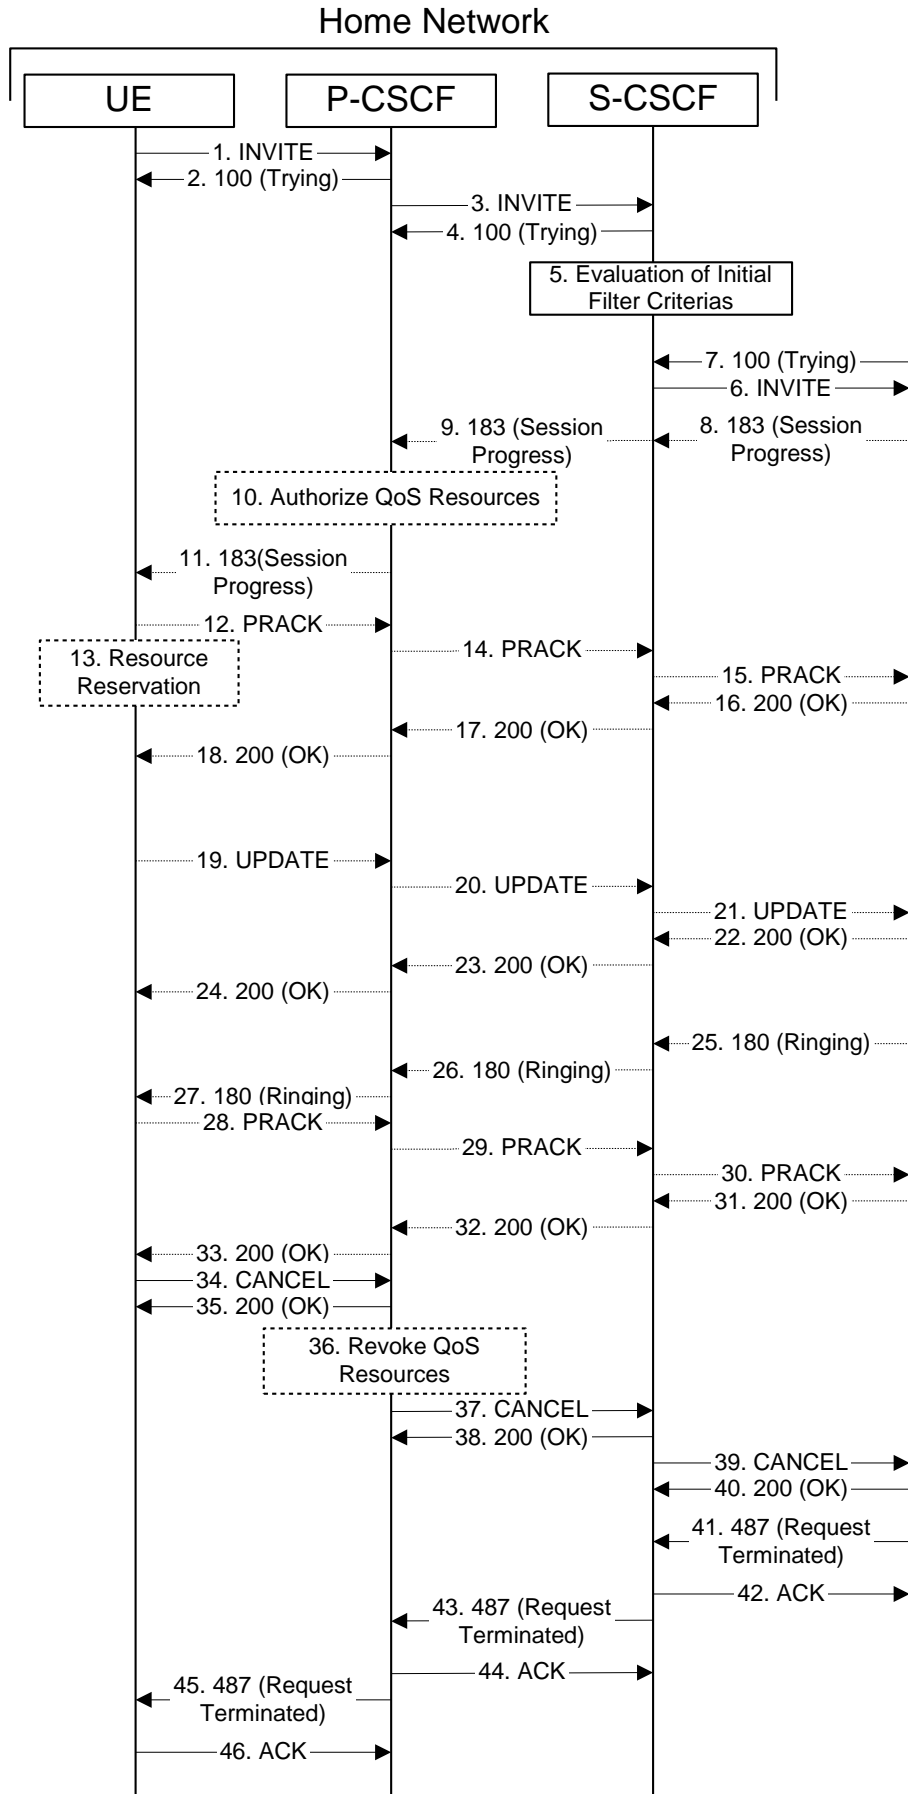 Home Network
UE
P-CSCF
S-CSCF
1. INVITE
2. 100 (Trying)
3. INVITE
4. 100 (Trying)
5. Evaluation of Initial
Filter Criterias
7. 100 (Trying)
6. INVITE
9. 183 (Session
Progress)
8. 183 (Session
Progress)
10. Authorize QoS Resources
11. 183(Session
Progress)
12. PRACK
13. Resource
Reservation
14. PRACK
15. PRACK
16. 200 (OK)
17. 200 (OK)
18. 200 (OK)
19. UPDATE
20. UPDATE
21. UPDATE
22. 200 (OK)
23. 200 (OK)
24. 200 (OK)
25. 180 (Ringing)
26. 180 (Ringing)
27. 180 (Ringing)
28. PRACK
29. PRACK
30. PRACK
31. 200 (OK)
32. 200 (OK)
33. 200 (OK)
34. CANCEL
35. 200 (OK)
36. Revoke QoS
Resources
37. CANCEL
38. 200 (OK)
39. CANCEL
40. 200 (OK)
41. 487 (Request
Terminated)
42. ACK
43. 487 (Request
Terminated)
44. ACK
45. 487 (Request
Terminated)
46. ACK